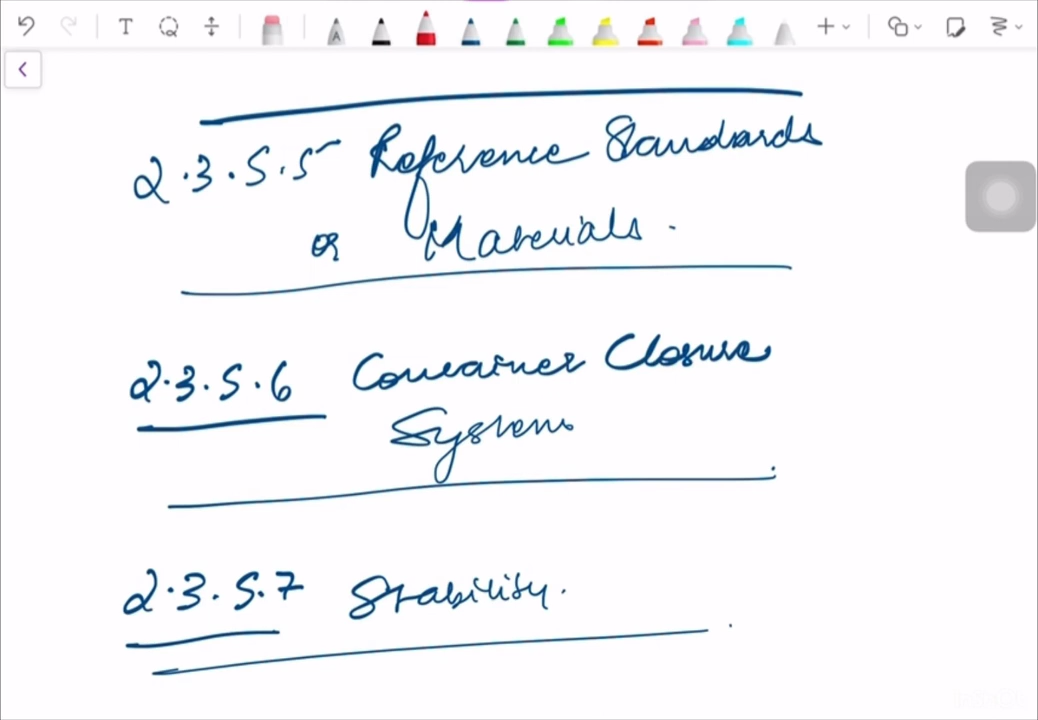 2.3.S.5 Reference Standards
or Materials.
2.3.S.6 Container Closure
System
2.3.S.7 Stability.